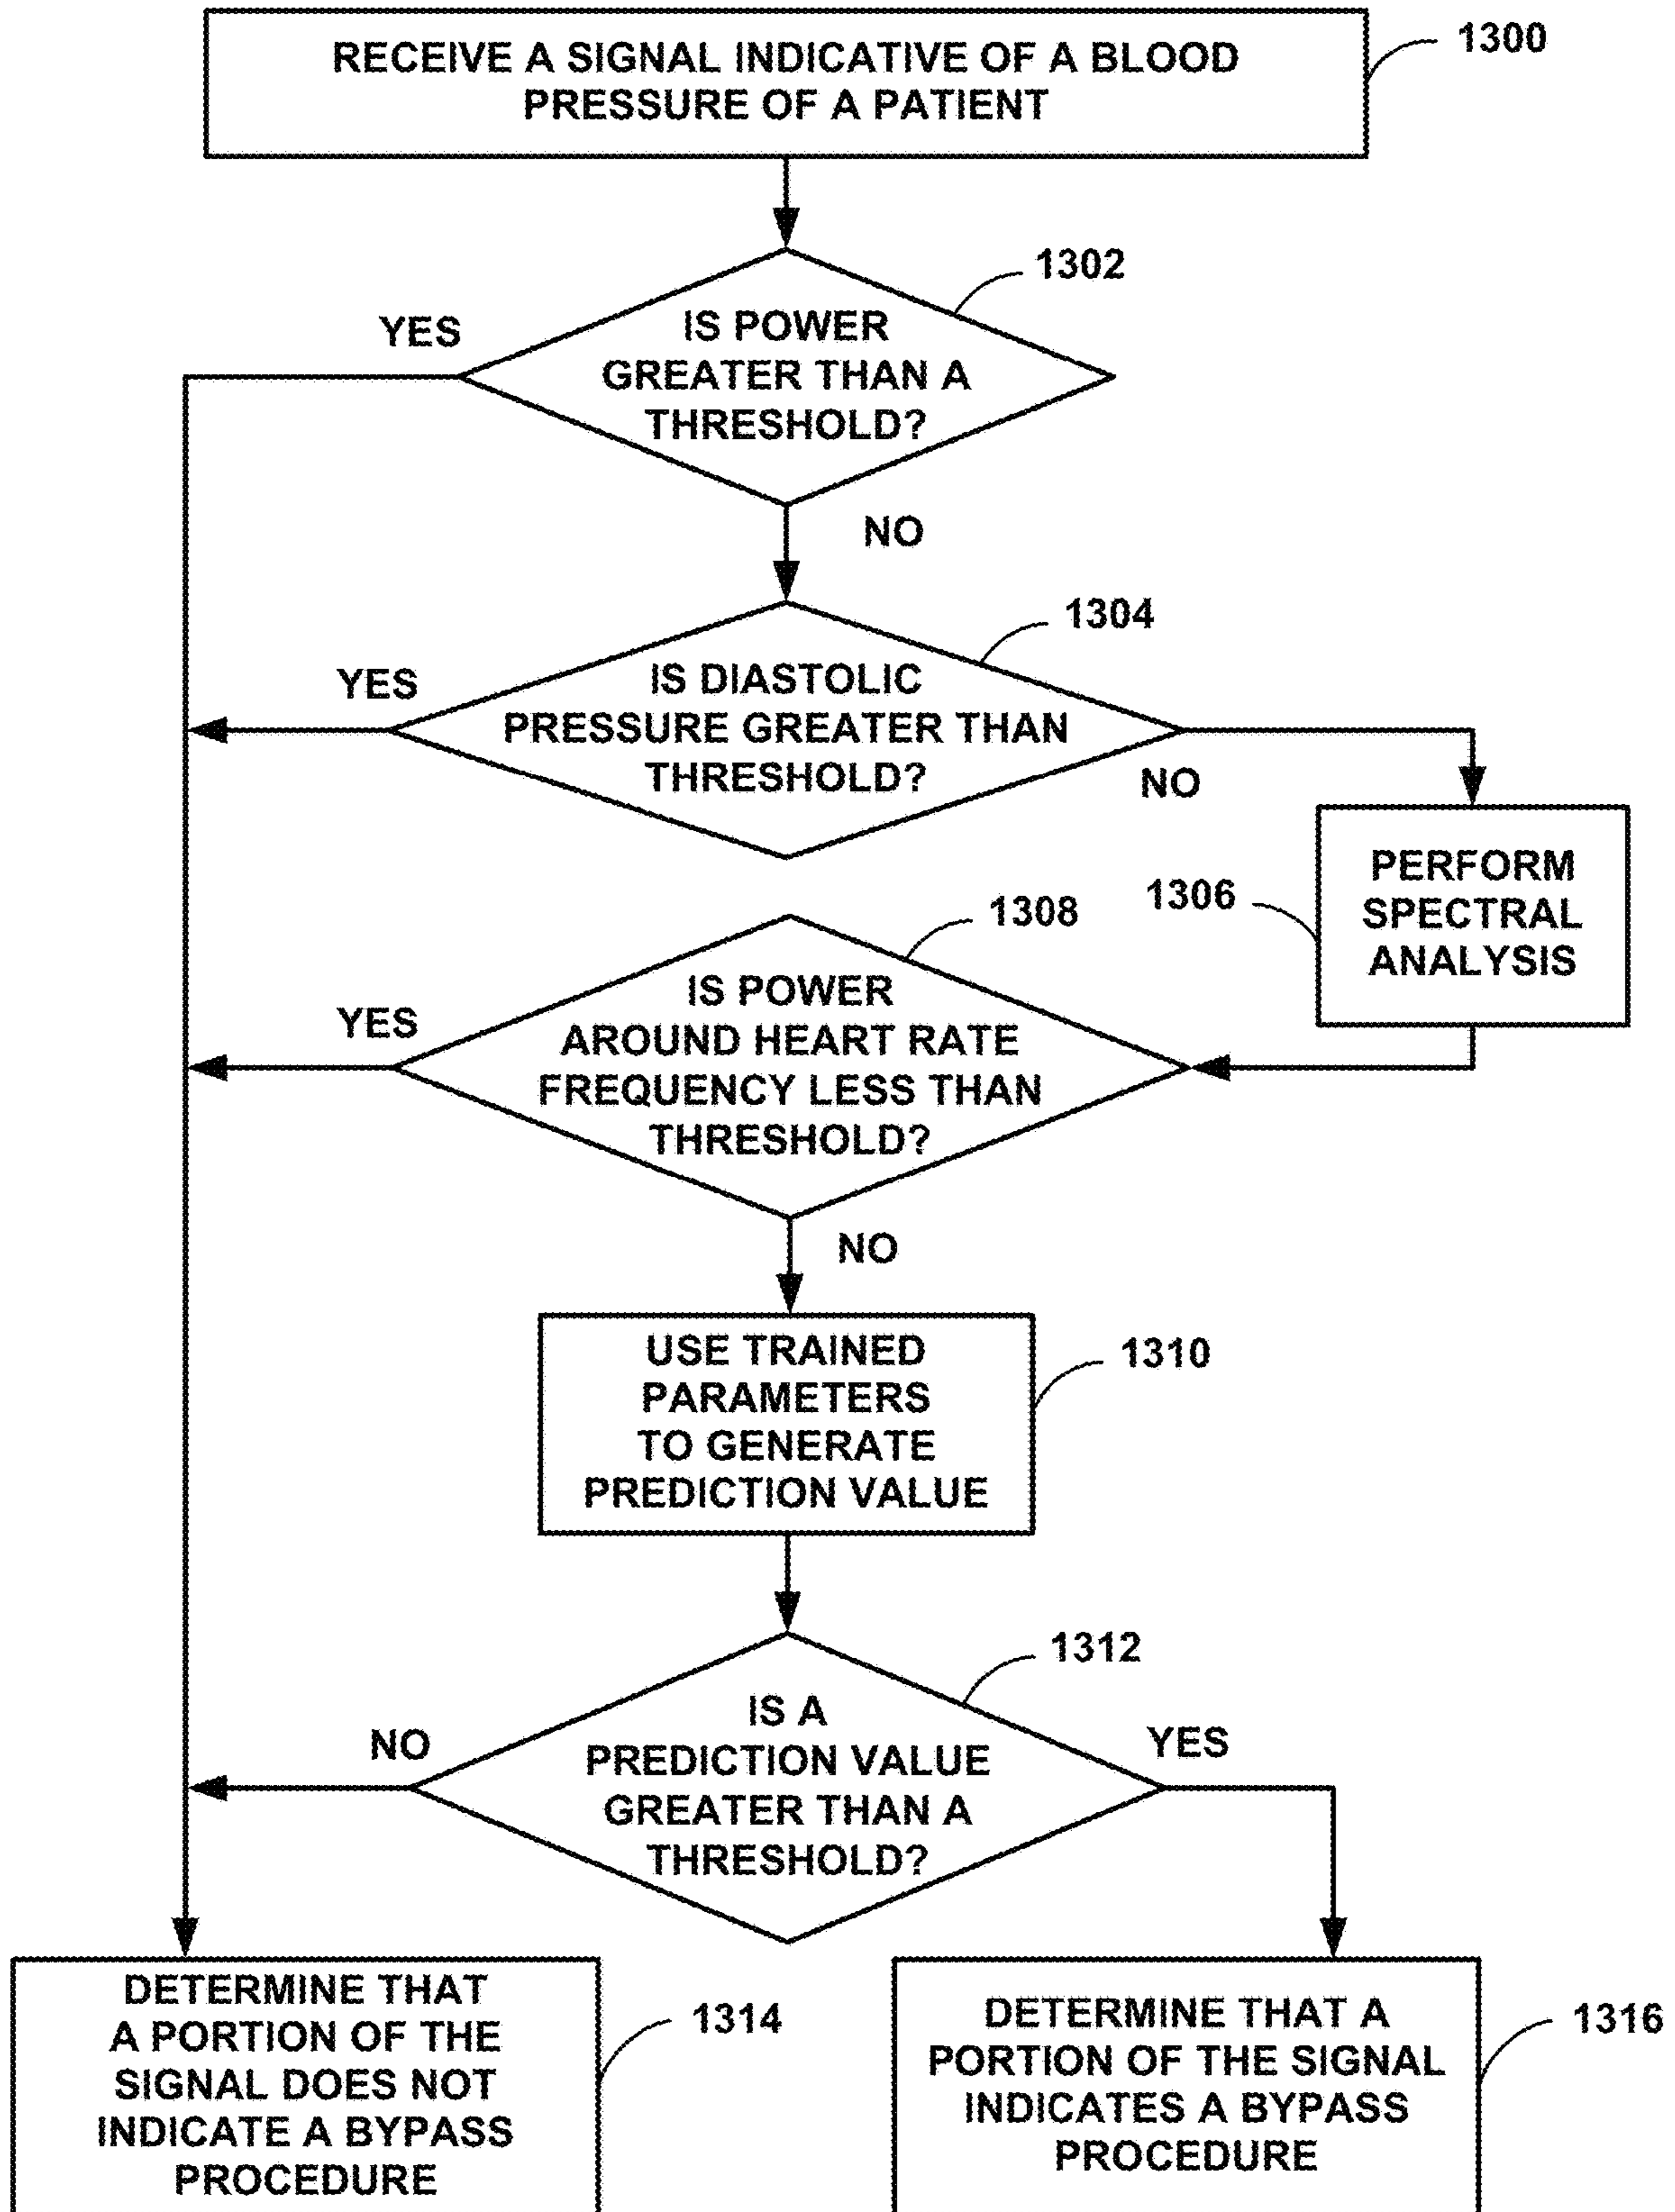 RECEIVE A SIGNAL INDICATIVE OF A BLOOD
PRESSURE OF A PATIENT
1300
1302
IS POWER
GREATER THAN A
THRESHOLD?
YES
NO
1304
IS DIASTOLIC
PRESSURE GREATER THAN
THRESHOLD?
YES
NO
PERFORM
SPECTRAL
ANALYSIS
1306
1308
IS POWER
AROUND HEART RATE
FREQUENCY LESS THAN
THRESHOLD?
YES
NO
USE TRAINED
PARAMETERS
TO GENERATE
PREDICTION VALUE
1310
1312
IS A
PREDICTION VALUE
GREATER THAN A
THRESHOLD?
NO
YES
DETERMINE THAT
A PORTION OF THE
SIGNAL DOES NOT
INDICATE A BYPASS
PROCEDURE
1314
DETERMINE THAT A
PORTION OF THE SIGNAL
INDICATES A BYPASS
PROCEDURE
1316